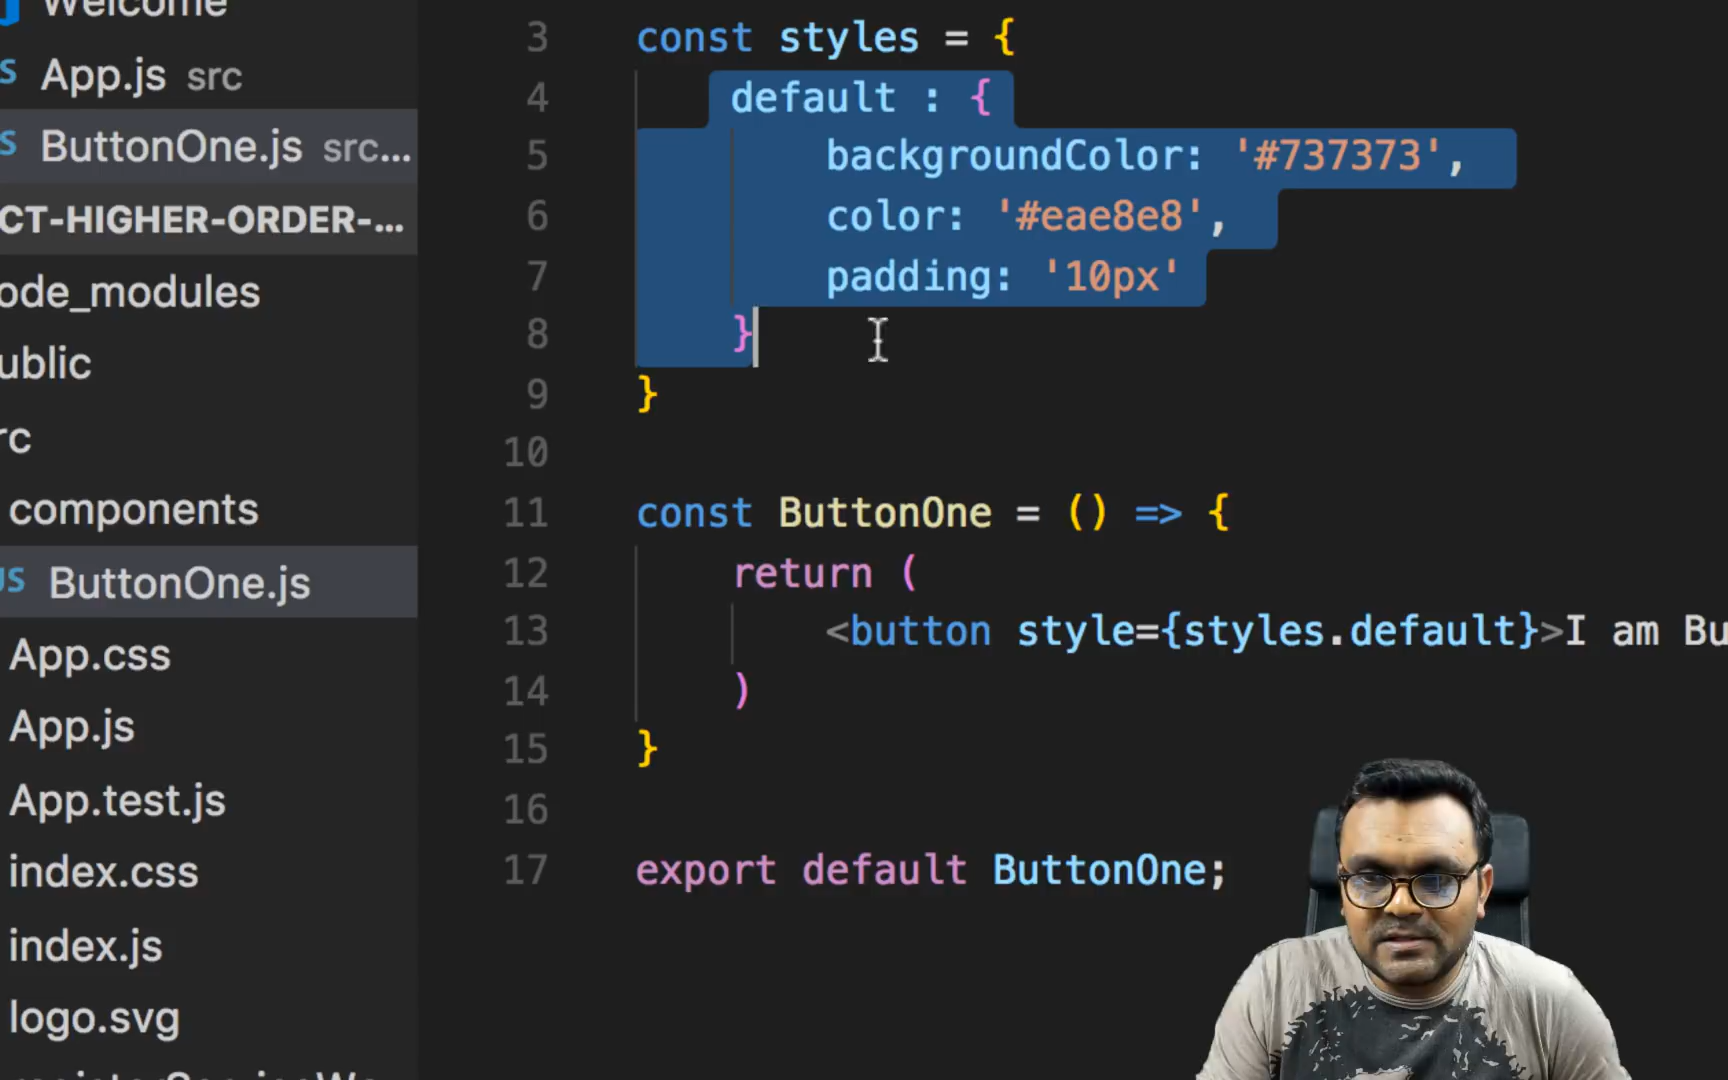 Welcome
App.js src
ButtonOne.js src...
CT-HIGHER-ORDER-...
ode_modules
ublic
rc
components
JS ButtonOne.js
App.css
App.js
App.test.js
index.css
index.js
logo.svg
3 const styles = {
4 default : {
5 backgroundColor: '#737373',
6 color: '#eae8e8',
7 padding: '10px'
8 }
9 }
10
11 const ButtonOne = () => {
12 return (
13 <button style={styles.default}>I am Bu
14 )
15 }
16
17 export default ButtonOne;